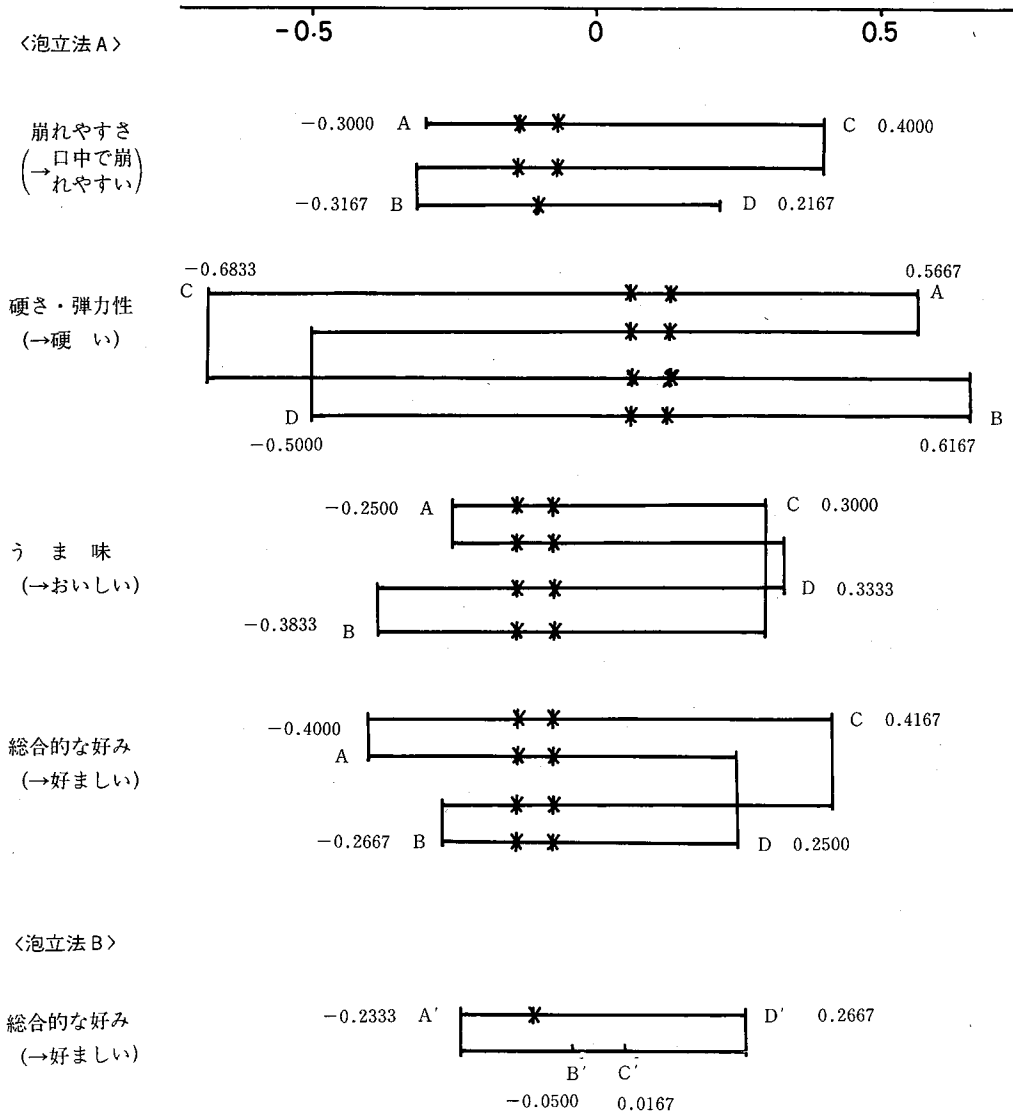 -0.5 0 0.5
〈泡立法A〉
崩れやすさ
(→口中で崩
れやすい)
-0.3000 A C 0.4000
-0.3167 B D 0.2167
硬さ・弾力性
(→硬 い)
-0.6833 0.5667
C A
D B
-0.5000 0.6167
う ま 味
(→おいしい)
-0.2500 A C 0.3000
D 0.3333
-0.3833 B
総合的な好み
(→好ましい)
-0.4000 C 0.4167
A
-0.2667 B D 0.2500
〈泡立法B〉
総合的な好み
(→好ましい)
-0.2333 A′ D′ 0.2667
B′ C′
-0.0500 0.0167